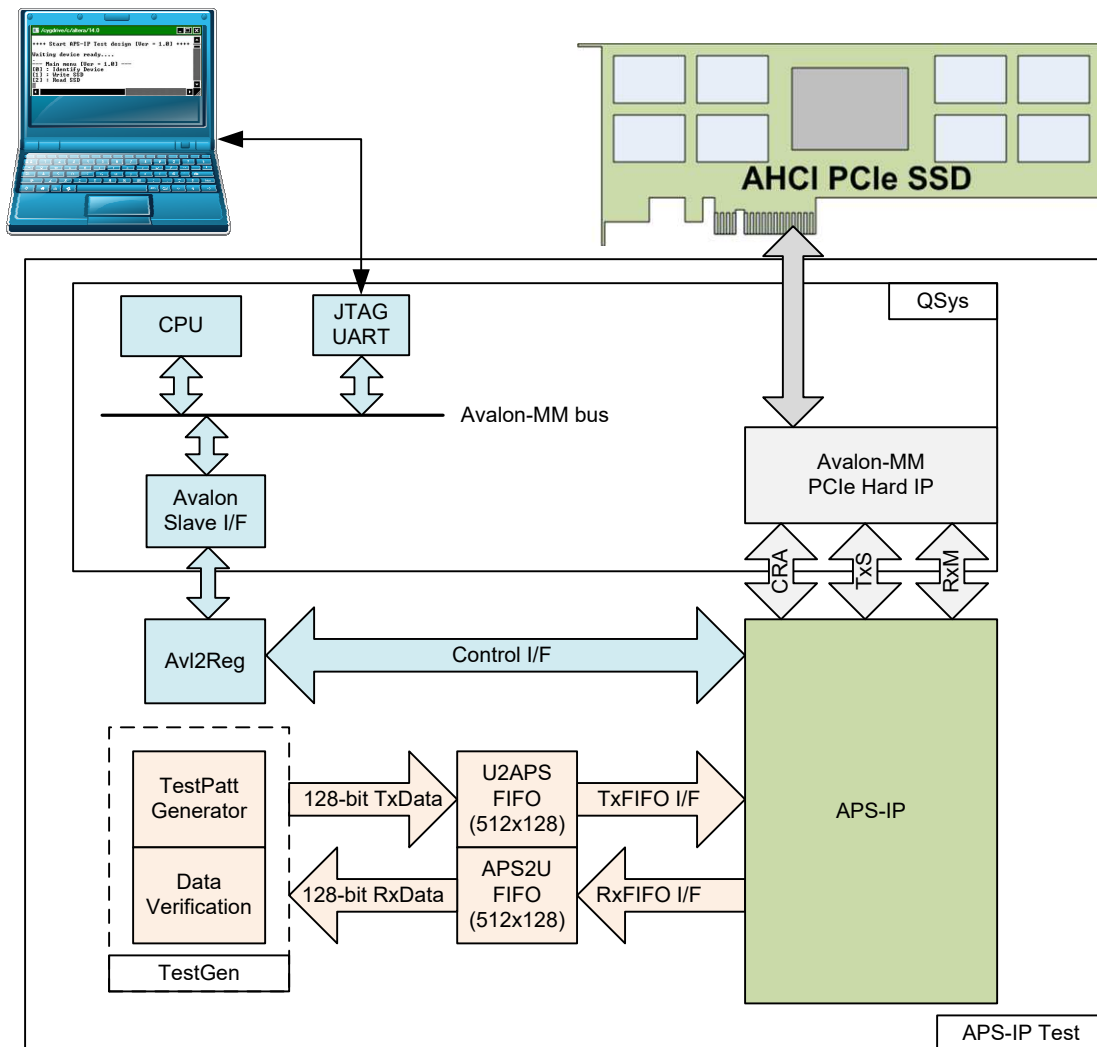 /cygdrive/c/altera/14.0
++++ Start APS-IP Test design [Ver = 1.0] ++++
Waiting device ready....
--- Main menu [Ver = 1.0] ---
[0] : Identify Device
[1] : Write SSD
[2] : Read SSD
AHCI PCIe SSD
QSys
CPU
JTAG
UART
Avalon-MM bus
Avalon
Slave I/F
Avalon-MM
PCIe Hard IP
CRA
TxS
RxM
Avl2Reg
Control I/F
APS-IP
TestPatt
Generator
128-bit TxData
U2APS
FIFO
(512x128)
TxFIFO I/F
Data
Verification
128-bit RxData
APS2U
FIFO
(512x128)
RxFIFO I/F
TestGen
APS-IP Test